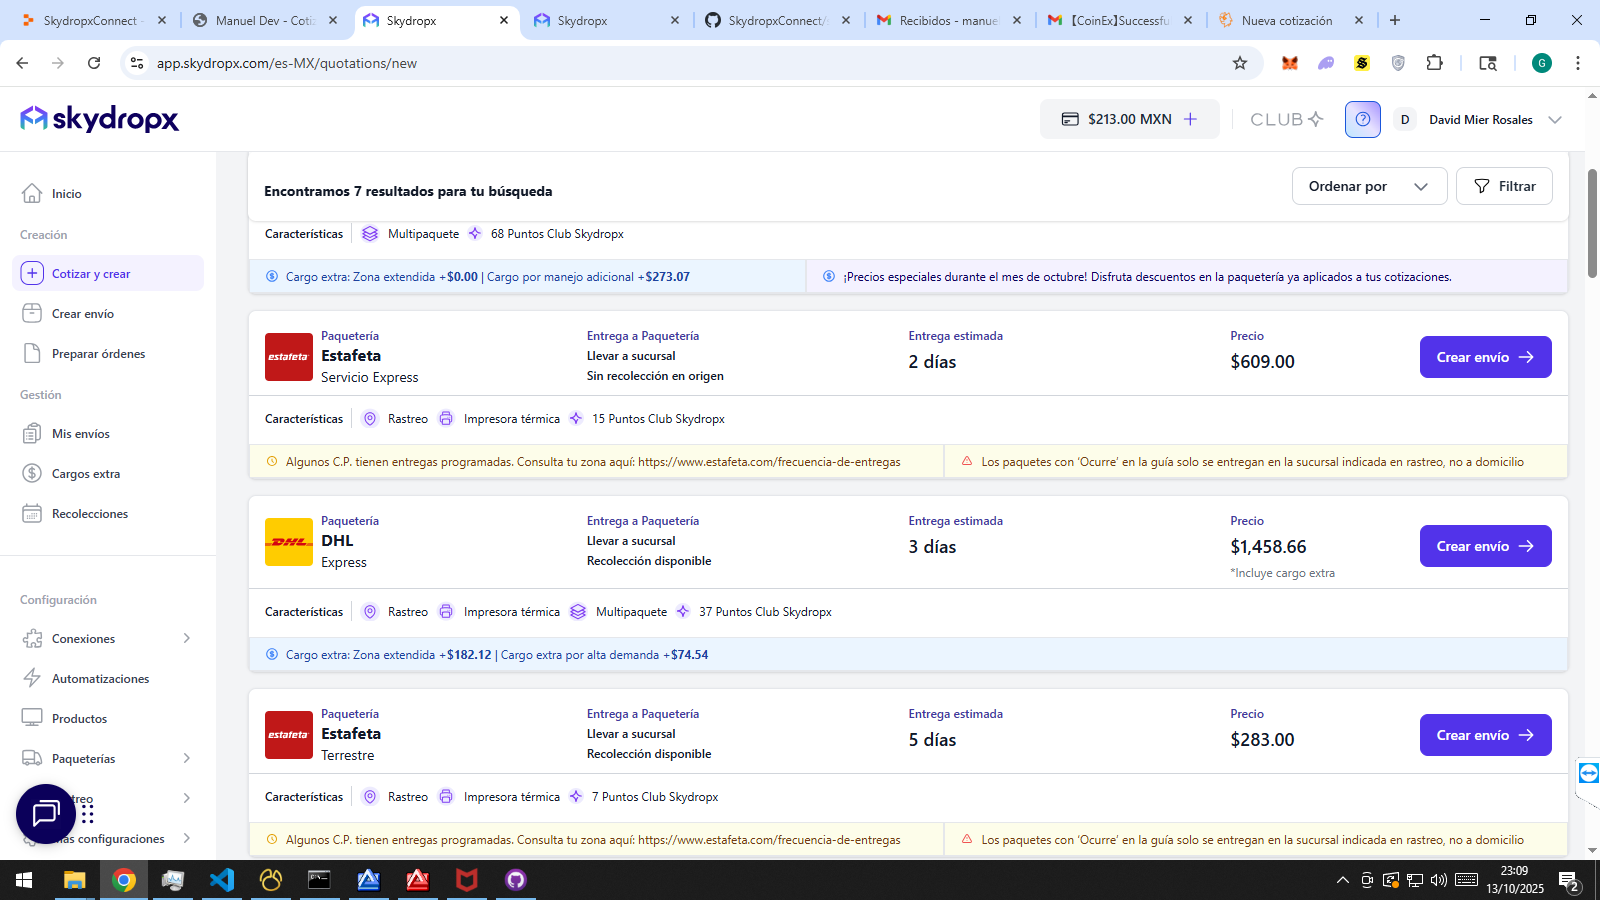 SkydropxConnect -
Manuel Dev - Coti
Skydropx
Skydropx
SkydropxConnect/
Recibidos - manue
[CoinEx]Successfu
Nueva cotización
app.skydropx.com/es-MX/quotations/new
G
skydropx
$213.00 MXN
CLUB
D
David Mier Rosales
Inicio
Creación
Cotizar y crear
Crear envío
Preparar órdenes
Gestión
Mis envíos
Cargos extra
Recolecciones
Configuración
Conexiones
Automatizaciones
Productos
Paqueterías
treo
configuraciones
Encontramos 7 resultados para tu búsqueda
Ordenar por
Filtrar
Características
Multipaquete
68 Puntos Club Skydropx
Cargo extra: Zona extendida +$0.00 | Cargo por manejo adicional +$273.07
¡Precios especiales durante el mes de octubre! Disfruta descuentos en la paquetería ya aplicados a tus cotizaciones.
estafeta
Paquetería
Estafeta
Servicio Express
Entrega a Paquetería
Llevar a sucursal
Sin recolección en origen
Entrega estimada
2 días
Precio
$609.00
Crear envío
Características
Rastreo
Impresora térmica
15 Puntos Club Skydropx
Algunos C.P. tienen entregas programadas. Consulta tu zona aquí: https://www.estafeta.com/frecuencia-de-entregas
Los paquetes con ‘Ocurre’ en la guía solo se entregan en la sucursal indicada en rastreo, no a domicilio
DHL
Paquetería
DHL
Express
Entrega a Paquetería
Llevar a sucursal
Recolección disponible
Entrega estimada
3 días
Precio
$1,458.66
*Incluye cargo extra
Crear envío
Características
Rastreo
Impresora térmica
Multipaquete
37 Puntos Club Skydropx
Cargo extra: Zona extendida +$182.12 | Cargo extra por alta demanda +$74.54
estafeta
Paquetería
Estafeta
Terrestre
Entrega a Paquetería
Llevar a sucursal
Recolección disponible
Entrega estimada
5 días
Precio
$283.00
Crear envío
Características
Rastreo
Impresora térmica
7 Puntos Club Skydropx
Algunos C.P. tienen entregas programadas. Consulta tu zona aquí: https://www.estafeta.com/frecuencia-de-entregas
Los paquetes con ‘Ocurre’ en la guía solo se entregan en la sucursal indicada en rastreo, no a domicilio
23:09
13/10/2025
2